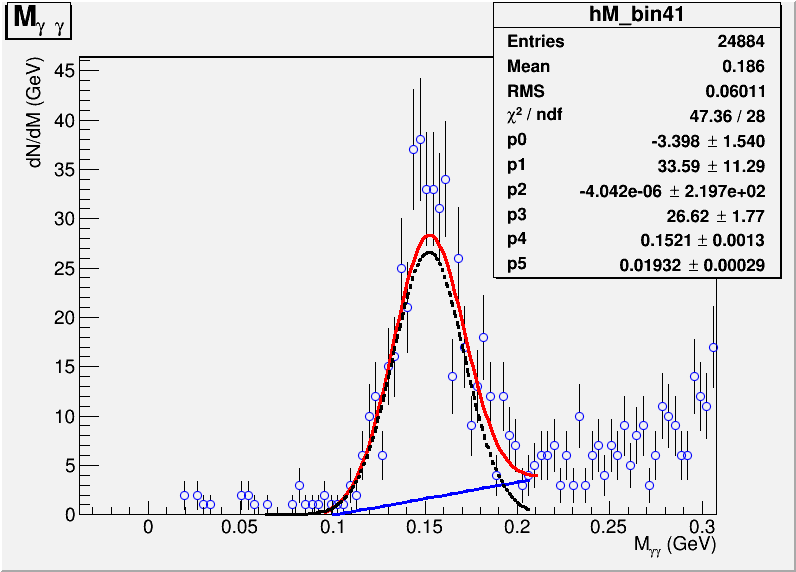 M γ γ
hM_bin41
Entries 24884
Mean 0.186
RMS 0.06011
χ² / ndf 47.36 / 28
p0 -3.398 ± 1.540
p1 33.59 ± 11.29
p2 -4.042e-06 ± 2.197e+02
p3 26.62 ± 1.77
p4 0.1521 ± 0.0013
p5 0.01932 ± 0.00029
dN/dM (GeV)
45
40
35
30
25
20
15
10
5
0
0 0.05 0.1 0.15 0.2 0.25 0.3
Mγγ (GeV)